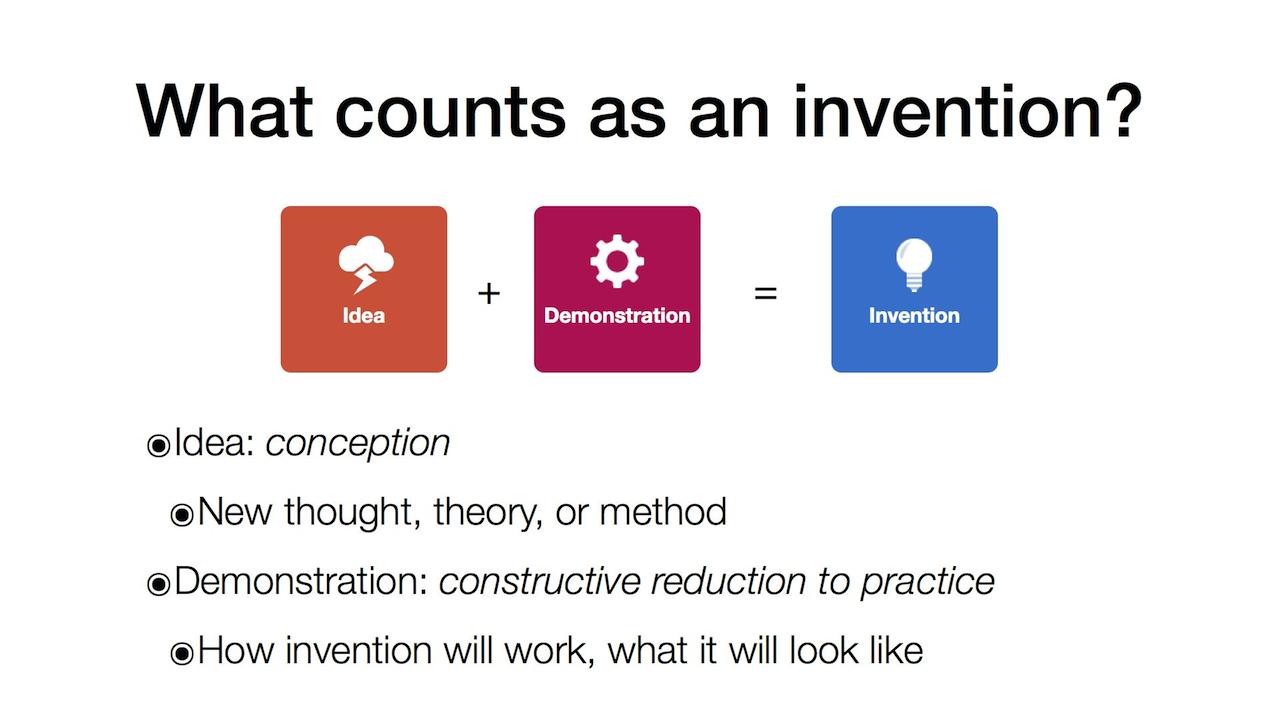 What counts as an invention?
Idea + Demonstration = Invention
◉Idea: conception
◉New thought, theory, or method
◉Demonstration: constructive reduction to practice
◉How invention will work, what it will look like